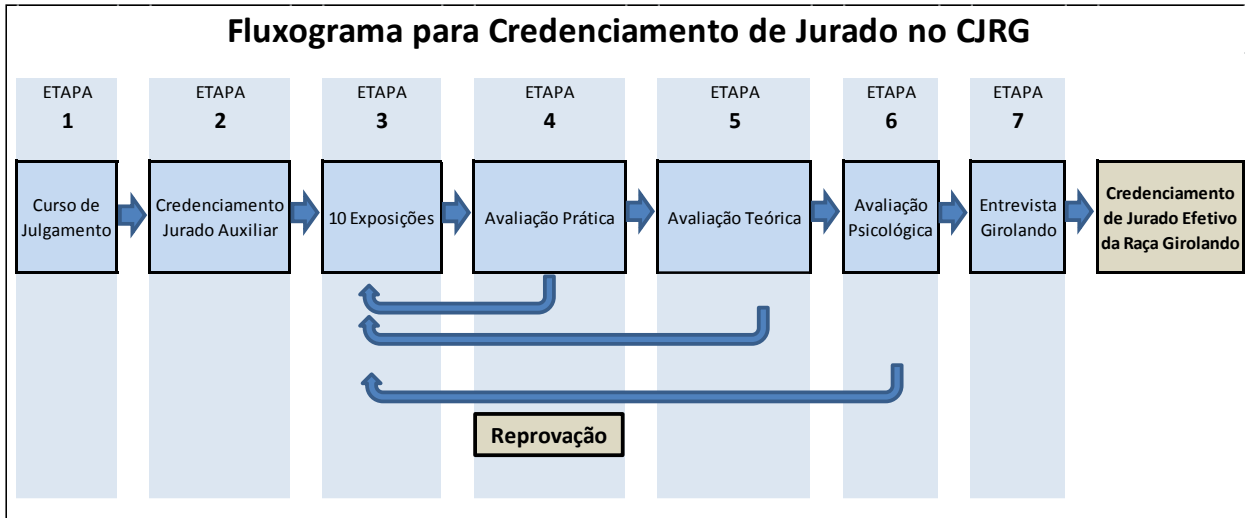 Fluxograma para Credenciamento de Jurado no CJRG
ETAPA
1
ETAPA
2
ETAPA
3
ETAPA
4
ETAPA
5
ETAPA
6
ETAPA
7
Curso de
Julgamento
Credenciamento
Jurado Auxiliar
10 Exposições
Avaliação Prática
Avaliação Teórica
Avaliação
Psicológica
Entrevista
Girolando
Credenciamento
de Jurado Efetivo
da Raça Girolando
Reprovação